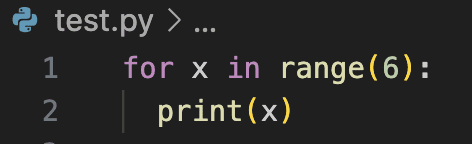 test.py > ...
1 for x in range(6):
2 print(x)